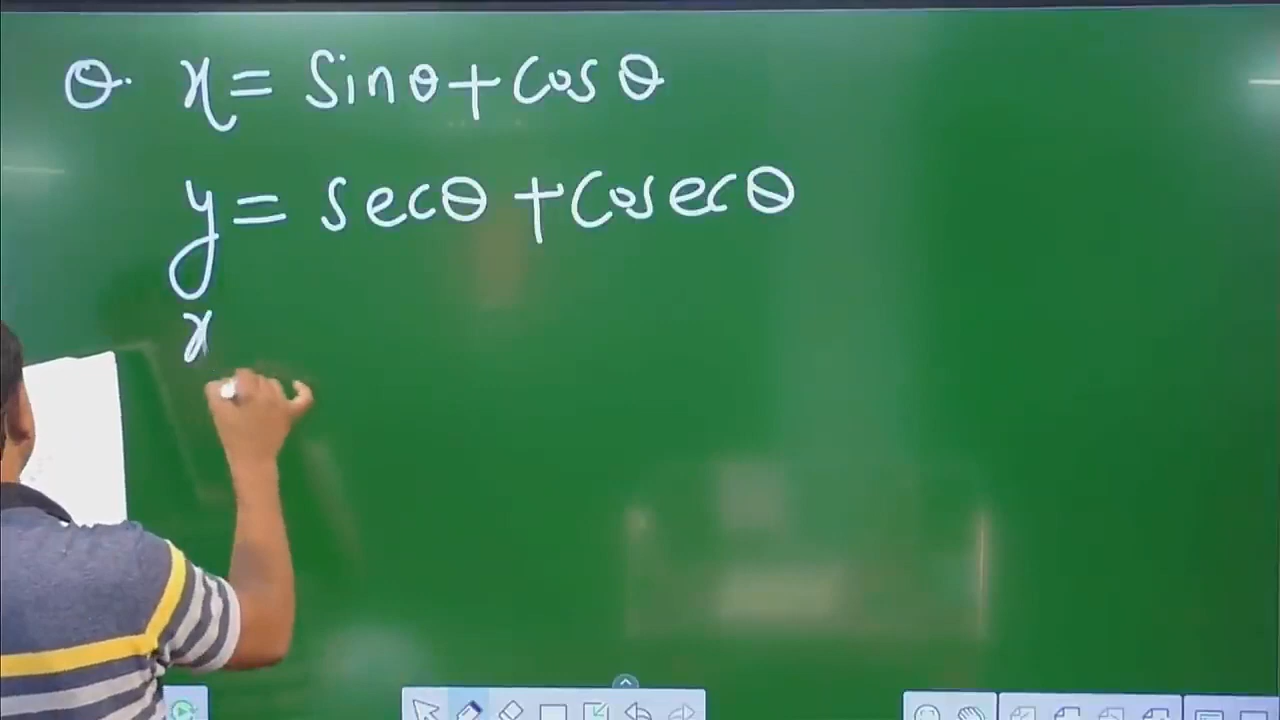 Q. x = Sinθ + Cosθ
y = secθ + Cosecθ
x